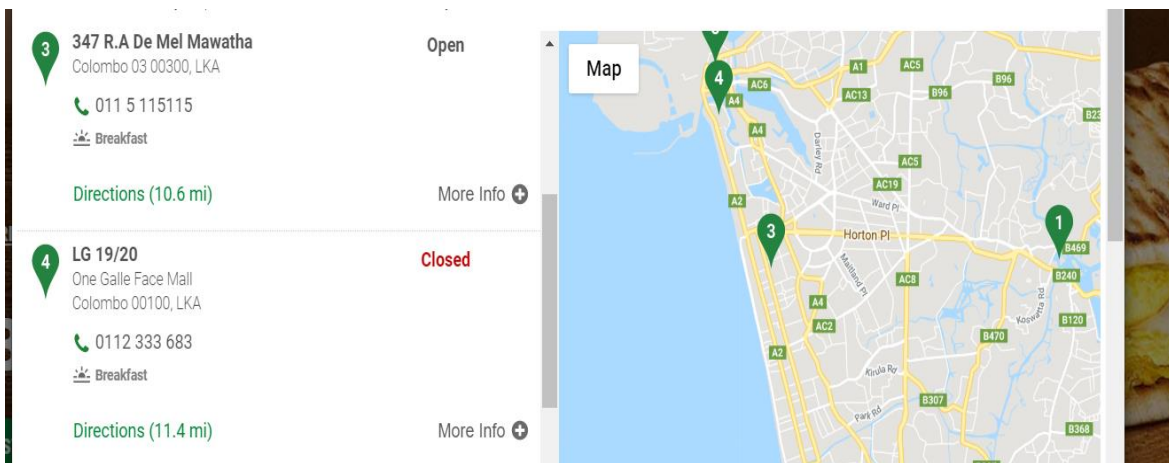 3
347 R.A De Mel Mawatha
Open
Colombo 03 00300, LKA
011 5 115115
Breakfast
Directions (10.6 mi)
More Info
4
LG 19/20
Closed
One Galle Face Mall
Colombo 00100, LKA
0112 333 683
Breakfast
Directions (11.4 mi)
More Info
Map
4
A1
AC5
B96
AC6
AC13
B96
A4
A4
Darley Rd
AC5
AC19
A2
Ward Pl
3
Horton Pl
1
B469
Maitland Pl
AC8
B240
A4
Koswatta Rd
AC2
B120
B470
A2
Kirula Rd
B307
Park Rd
B368